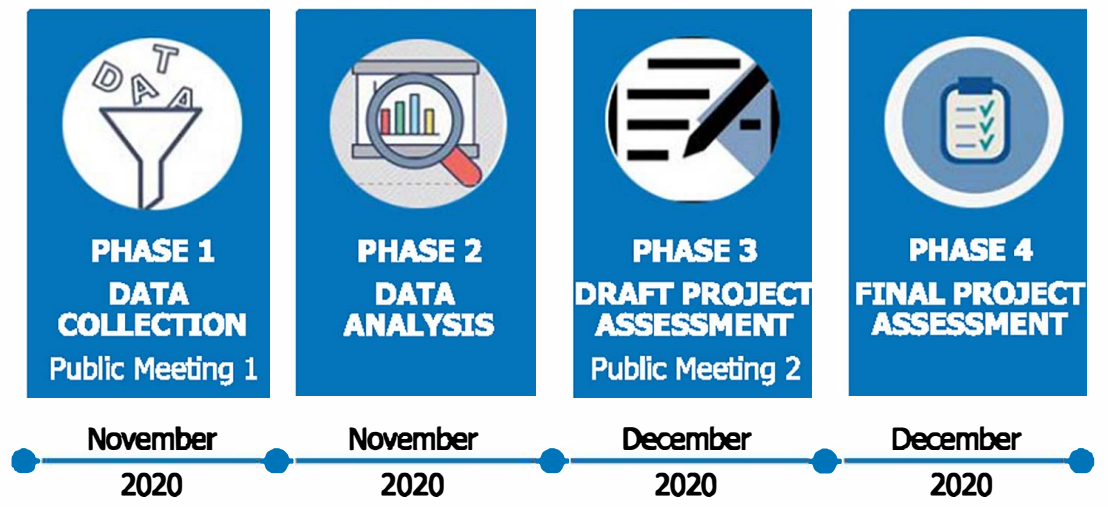 DATA
PHASE 1
DATA
COLLECTION
Public Meeting 1
PHASE 2
DATA
ANALYSIS
PHASE 3
DRAFT PROJECT
ASSESSMENT
Public Meeting 2
PHASE 4
FINAL PROJECT
ASSESSMENT
November
2020
November
2020
December
2020
December
2020